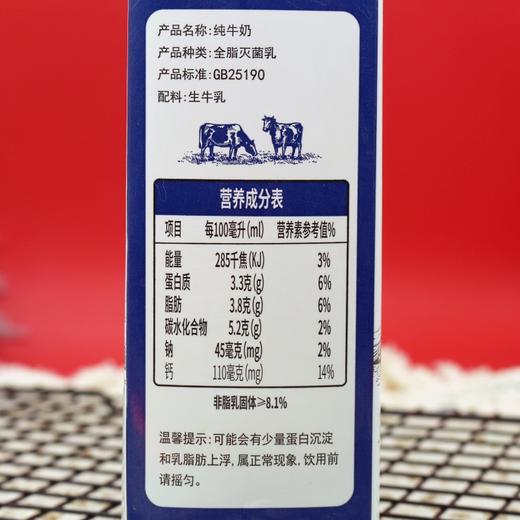 产品名称:纯牛奶
产品种类:全脂灭菌乳
产品标准:GB25190
配料:生牛乳
营养成分表
项目 每100毫升(ml) 营养素参考值%
能量 285千焦(KJ) 3%
蛋白质 3.3克(g) 6%
脂肪 3.8克(g) 6%
碳水化合物 5.2克(g) 2%
钠 45毫克(mg) 2%
钙 110毫克(mg) 14%
非脂乳固体≥8.1%
温馨提示:可能会有少量蛋白沉淀
和乳脂肪上浮,属正常现象,饮用前
请摇匀。